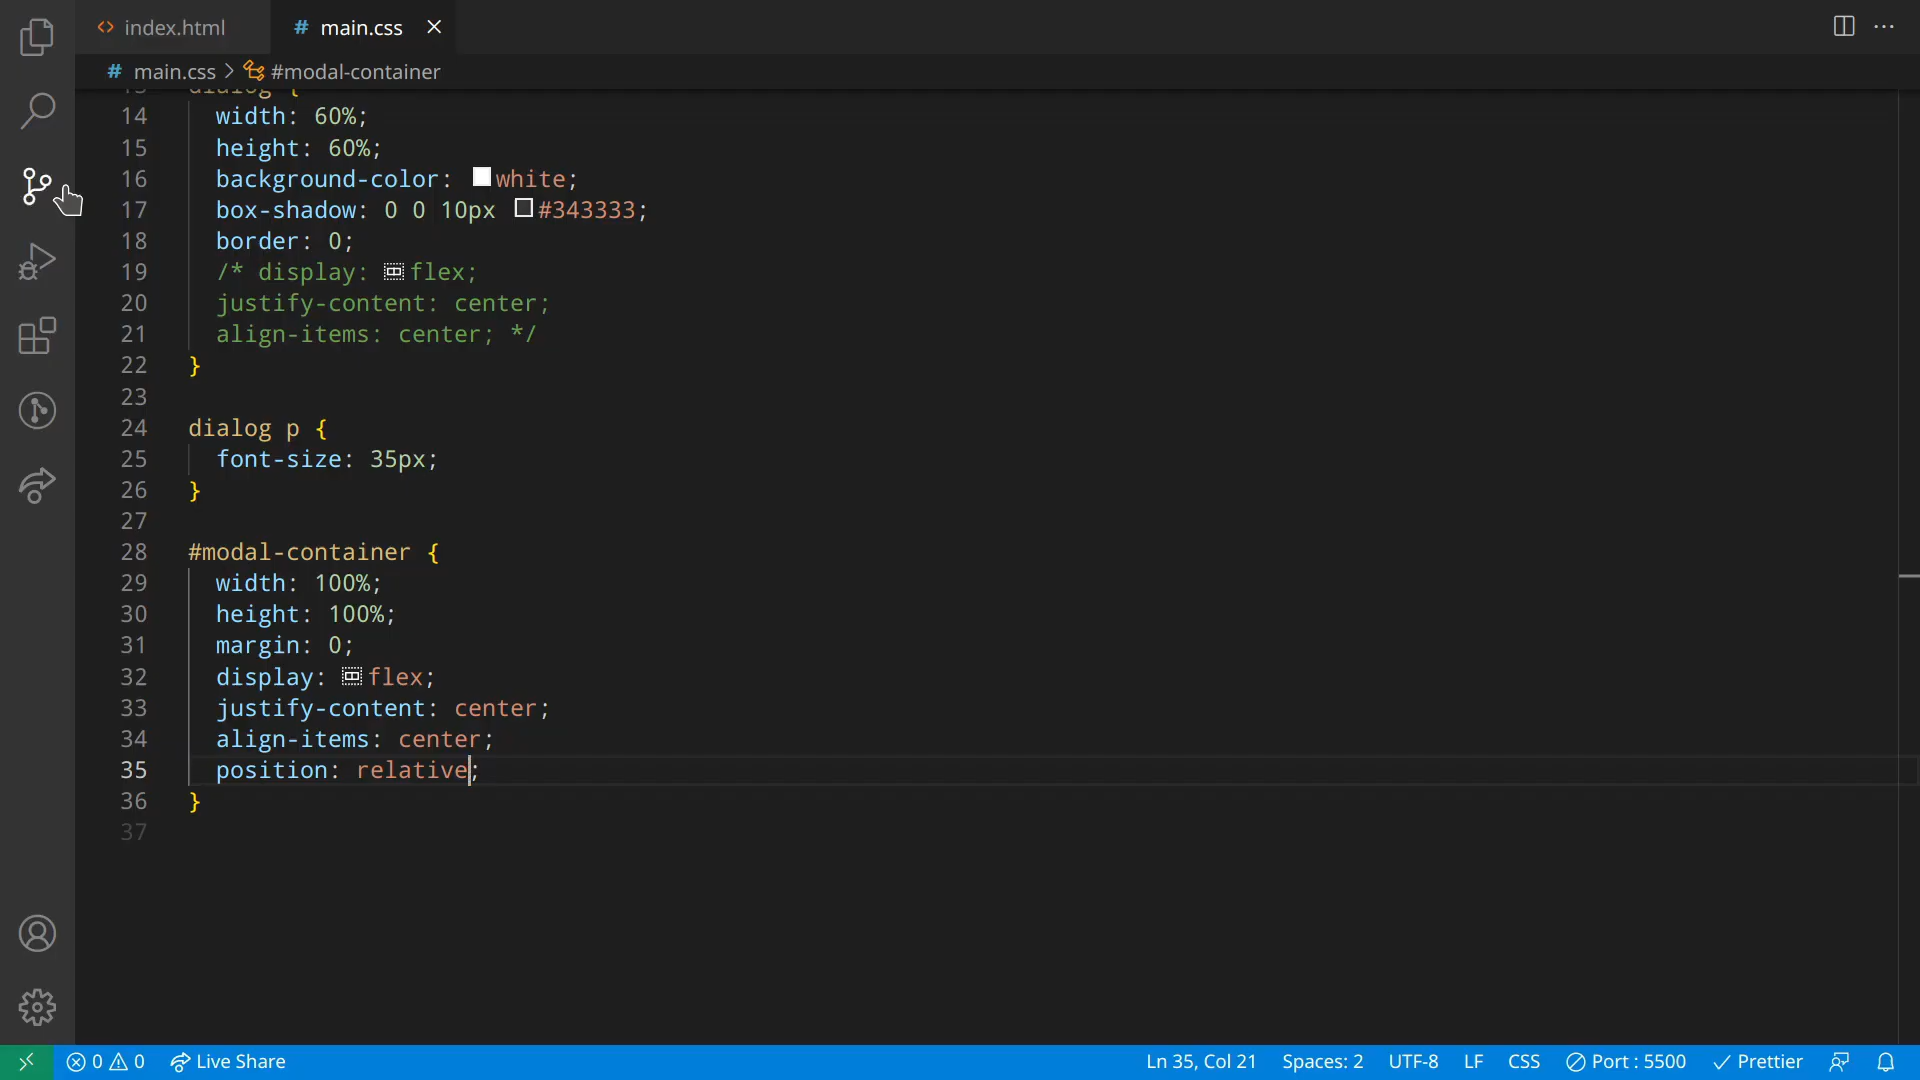 index.html
# main.css
# main.css > #modal-container
13 dialog {
14 width: 60%;
15 height: 60%;
16 background-color: white;
17 box-shadow: 0 0 10px #343333;
18 border: 0;
19 /* display: flex;
20 justify-content: center;
21 align-items: center; */
22 }
23
24 dialog p {
25 font-size: 35px;
26 }
27
28 #modal-container {
29 width: 100%;
30 height: 100%;
31 margin: 0;
32 display: flex;
33 justify-content: center;
34 align-items: center;
35 position: relative;
36 }
37
0 0 Live Share Ln 35, Col 21 Spaces: 2 UTF-8 LF CSS Port : 5500 Prettier